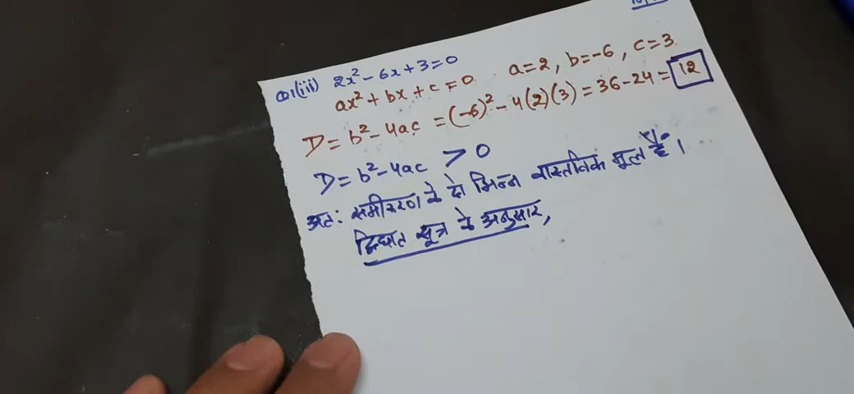 Q1(iii) 2x² - 6x + 3 = 0
ax² + bx + c = 0 a=2, b=-6, c=3
D = b² - 4ac = (-6)² - 4(2)(3) = 36-24 = 12
D = b² - 4ac > 0
अतः समीकरण के दो भिन्न वास्तविक मूल हैं।
द्विघात सूत्र के अनुसार,